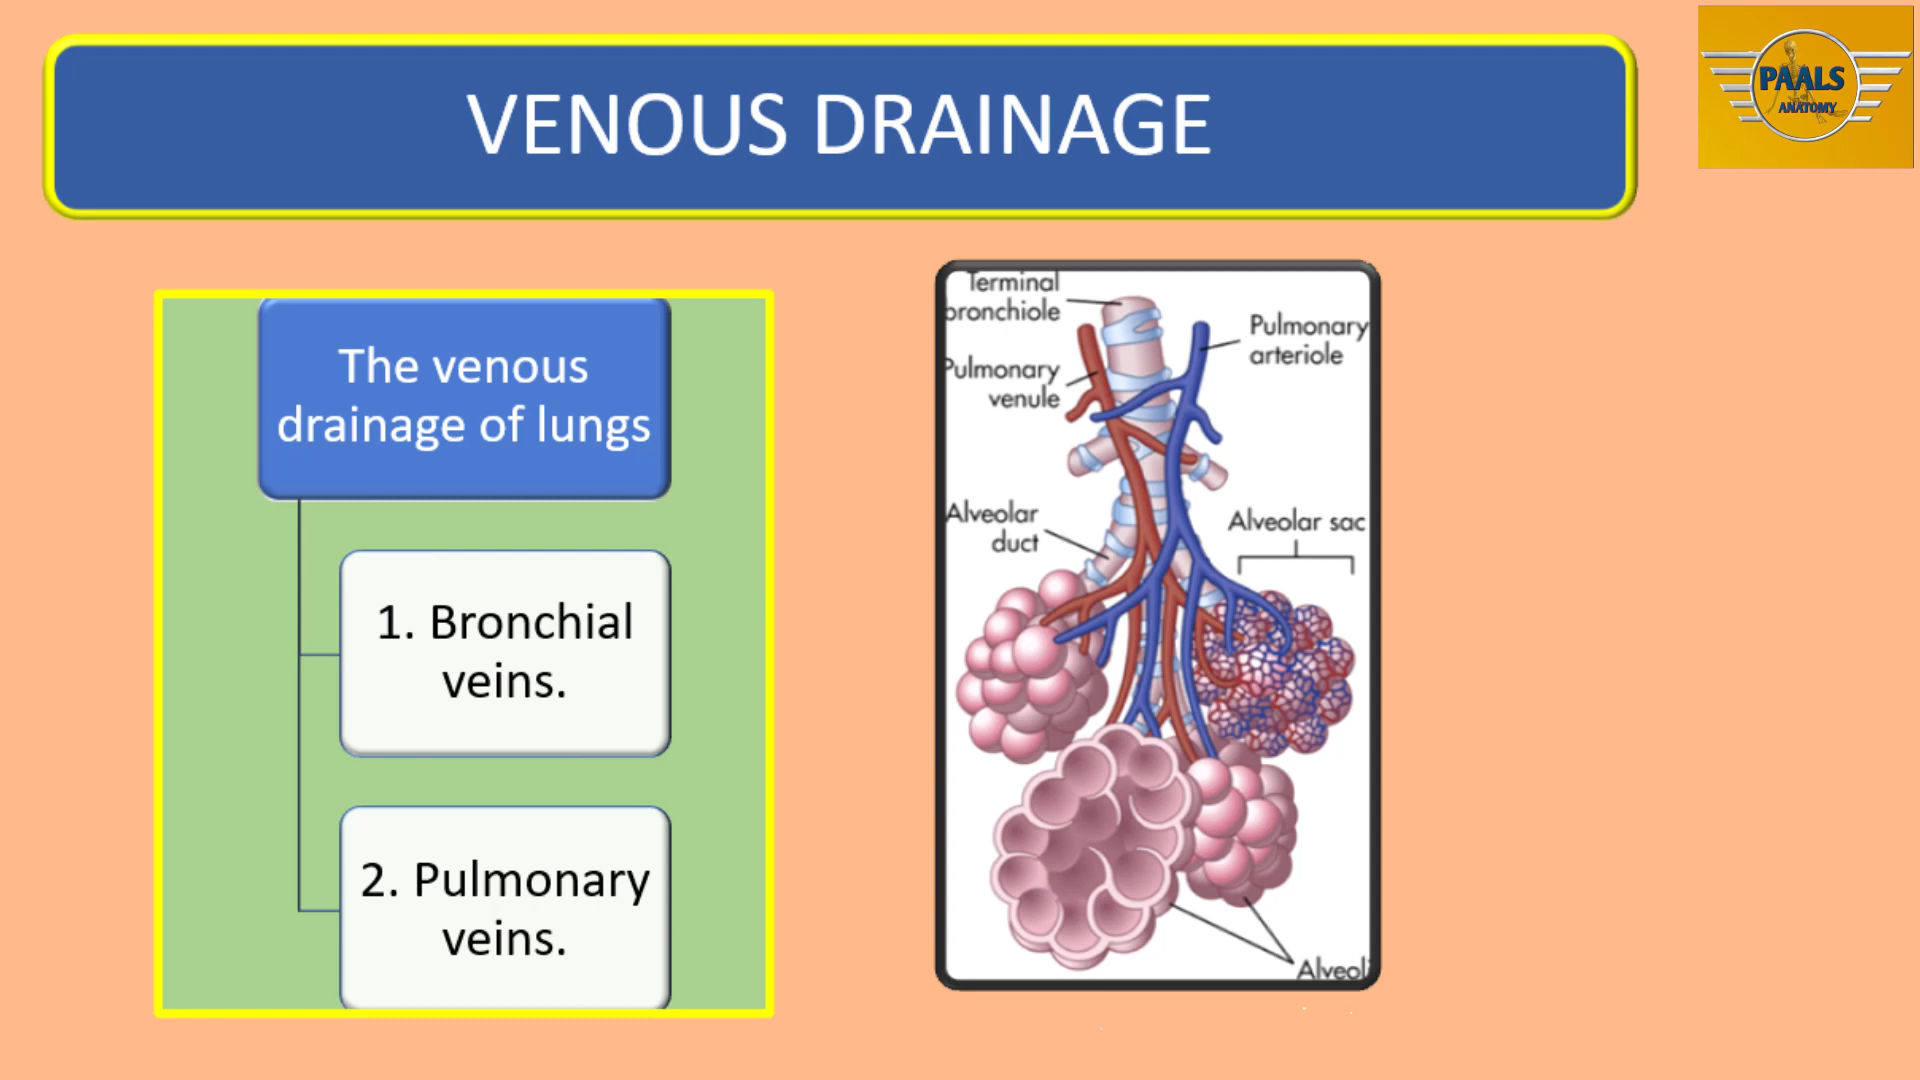 VENOUS DRAINAGE
PAALS
ANATOMY
The venous
drainage of lungs
1. Bronchial
veins.
2. Pulmonary
veins.
Terminal
bronchiole
Pulmonary
arteriole
Pulmonary
venule
Alveolar
duct
Alveolar sac
Alveoli